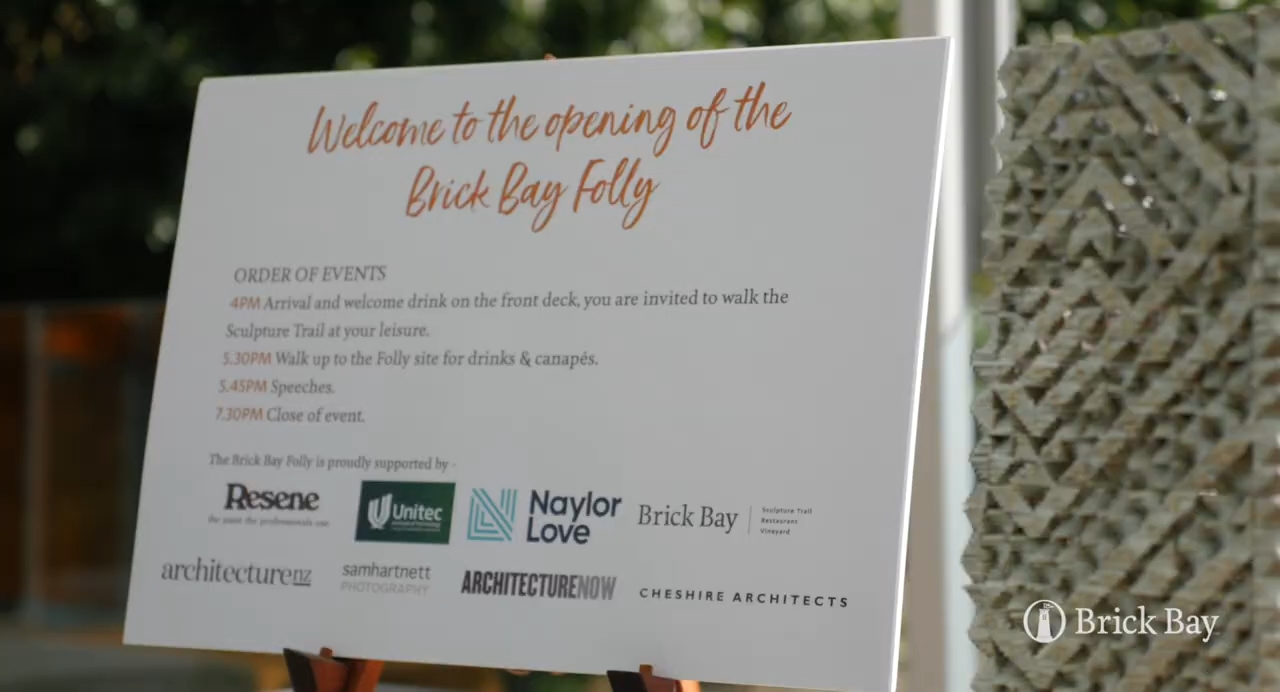 Welcome to the opening of the
Brick Bay Folly
ORDER OF EVENTS
4PM Arrival and welcome drink on the front deck, you are invited to walk the
Sculpture Trail at your leisure.
5.30PM Walk up to the Folly site for drinks & canapés.
5.45PM Speeches.
7.30PM Close of event.
The Brick Bay Folly is proudly supported by -
Resene
the paint the professionals use
Unitec
Naylor
Love
Brick Bay
Sculpture Trail
Restaurant
Vineyard
architecturenz
samhartnett
PHOTOGRAPHY
ARCHITECTURENOW
CHESHIRE ARCHITECTS
Brick Bay